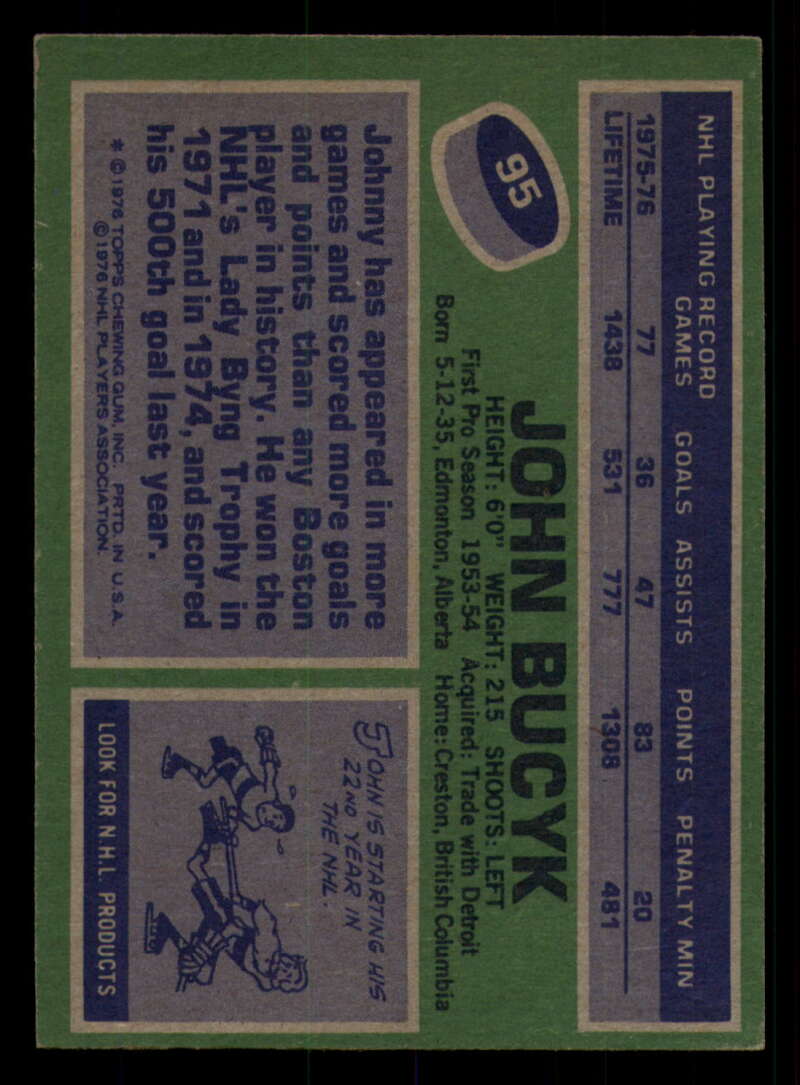 NHL PLAYING RECORD
GAMES GOALS ASSISTS POINTS PENALTY MIN
1975-76 77 36 47 83 20
LIFETIME 1438 531 777 1308 481
95
JOHN BUCYK
HEIGHT: 6'0" WEIGHT: 215 SHOOTS: LEFT
First Pro Season 1953-54 Acquired: Trade with Detroit
Born 5-12-35, Edmonton, Alberta Home: Creston, British Columbia
Johnny has appeared in more
games and scored more goals
and points than any Boston
player in history. He won the
NHL's Lady Byng Trophy in
1971 and in 1974, and scored
his 500th goal last year.
* © 1976 TOPPS CHEWING GUM, INC. PRTD. IN U.S.A.
© 1976 NHL PLAYERS ASSOCIATION.
JOHN IS STARTING HIS
22ND YEAR IN
THE NHL.
LOOK FOR N.H.L. PRODUCTS